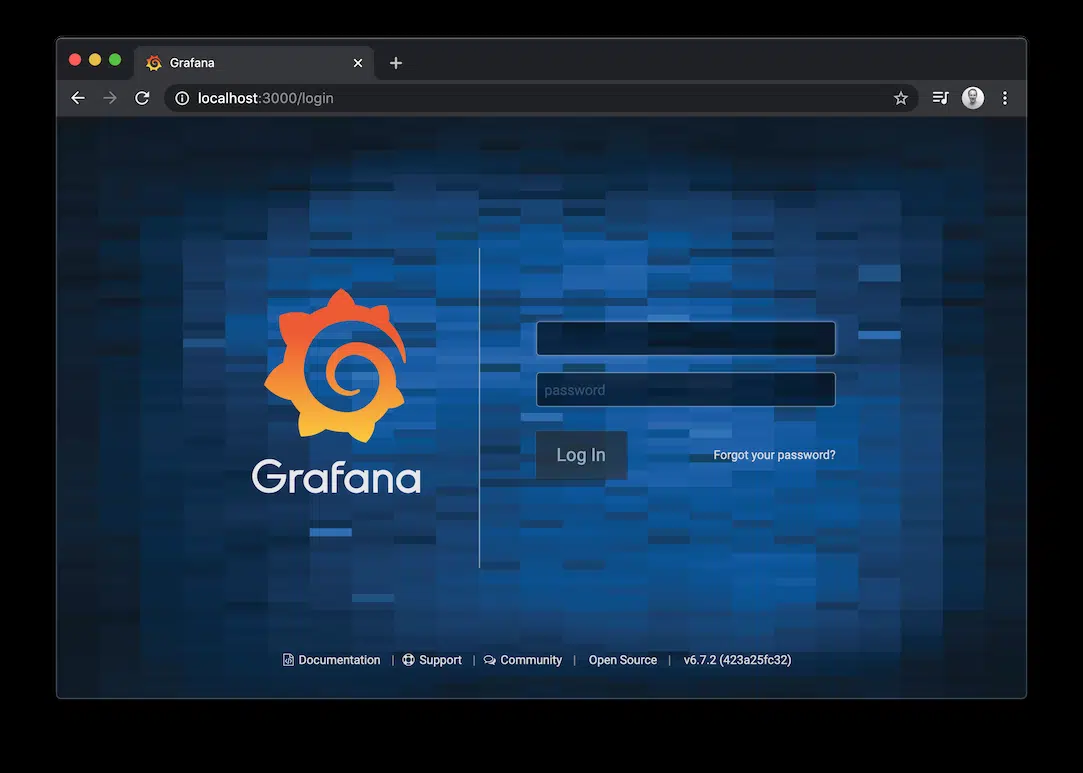 Grafana
localhost:3000/login
password
Log In
Forgot your password?
Grafana
Documentation | Support | Community | Open Source | v6.7.2 (423a25fc32)